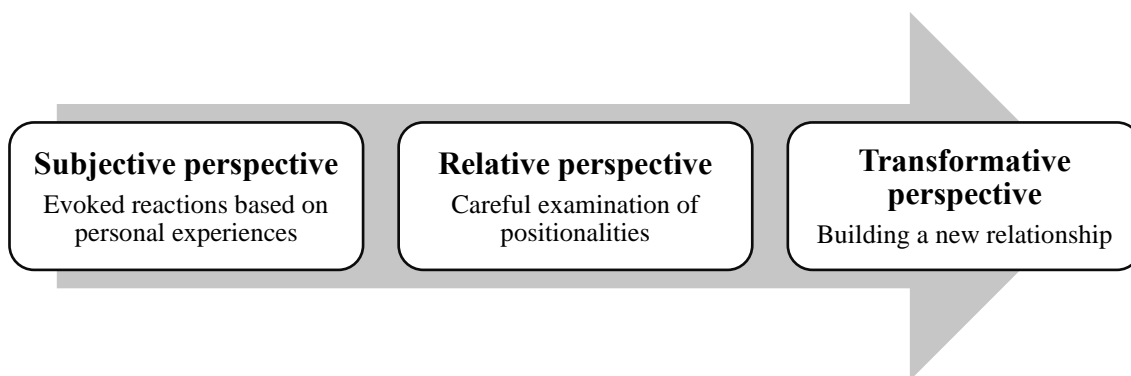 Subjective perspective
Evoked reactions based on
personal experiences
Relative perspective
Careful examination of
positionalities
Transformative
perspective
Building a new relationship